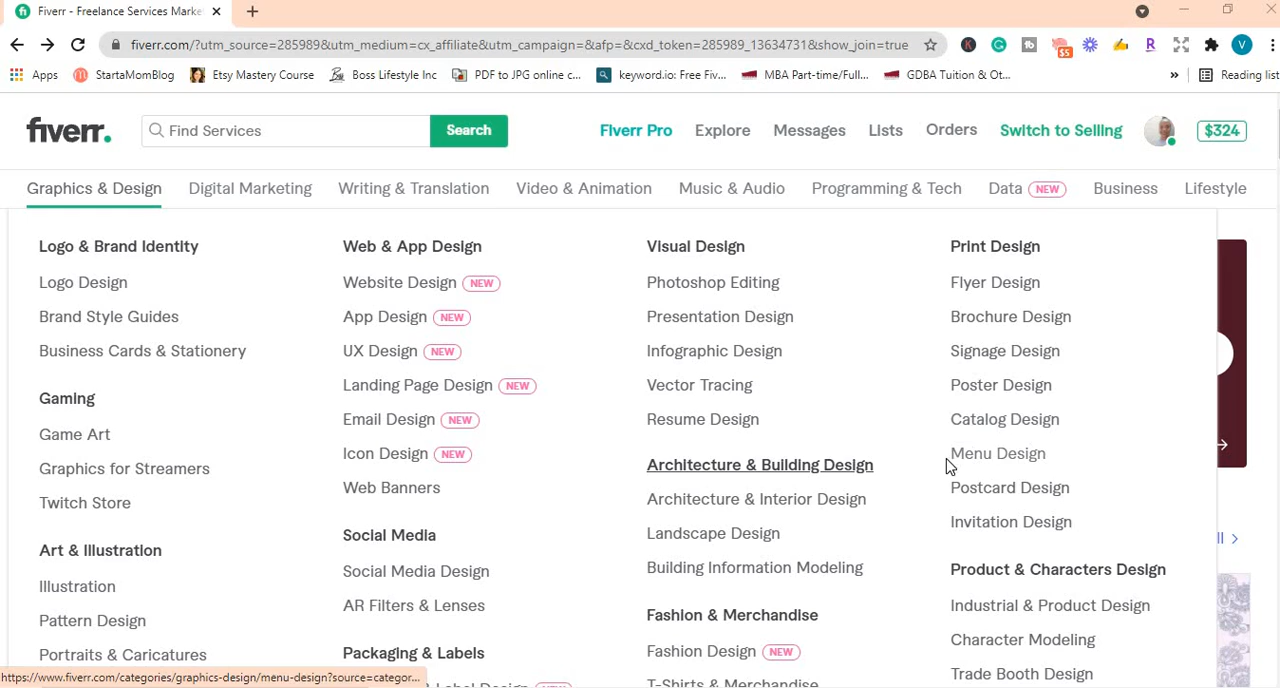 Fiverr - Freelance Services Marke
fiverr.com/?utm_source=285989&utm_medium=cx_affiliate&utm_campaign=&afp=&cxd_token=285989_13634731&show_join=true
$5
V
Apps
StartaMomBlog
Etsy Mastery Course
Boss Lifestyle Inc
PDF to JPG online c...
keyword.io: Free Fiv...
MBA Part-time/Full...
GDBA Tuition & Ot...
»
Reading list
fiverr.
Find Services
Search
Fiverr Pro
Explore
Messages
Lists
Orders
Switch to Selling
$324
Graphics & Design
Digital Marketing
Writing & Translation
Video & Animation
Music & Audio
Programming & Tech
Data NEW
Business
Lifestyle
Logo & Brand Identity
Logo Design
Brand Style Guides
Business Cards & Stationery
Gaming
Game Art
Graphics for Streamers
Twitch Store
Art & Illustration
Illustration
Pattern Design
Portraits & Caricatures
Web & App Design
Website Design NEW
App Design NEW
UX Design NEW
Landing Page Design NEW
Email Design NEW
Icon Design NEW
Web Banners
Social Media
Social Media Design
AR Filters & Lenses
Packaging & Labels
Visual Design
Photoshop Editing
Presentation Design
Infographic Design
Vector Tracing
Resume Design
Architecture & Building Design
Architecture & Interior Design
Landscape Design
Building Information Modeling
Fashion & Merchandise
Fashion Design NEW
T-Shirts & Merchandise
Print Design
Flyer Design
Brochure Design
Signage Design
Poster Design
Catalog Design
Menu Design
Postcard Design
Invitation Design
Product & Characters Design
Industrial & Product Design
Character Modeling
Trade Booth Design
https://www.fiverr.com/categories/graphics-design/menu-design?source=categor...